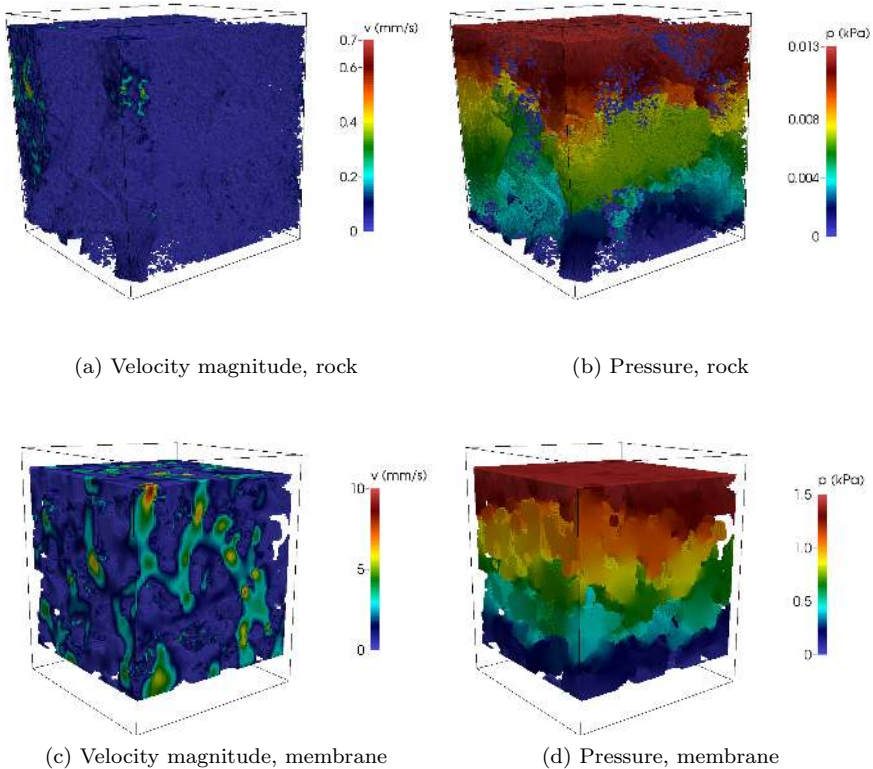 v (mm/s)
0.7
0.6
0.4
0.2
0
p (kPa)
0.013
0.008
0.004
0
(a) Velocity magnitude, rock
(b) Pressure, rock
v (mm/s)
10
5
0
p (kPa)
1.5
1.0
0.5
0
(c) Velocity magnitude, membrane
(d) Pressure, membrane